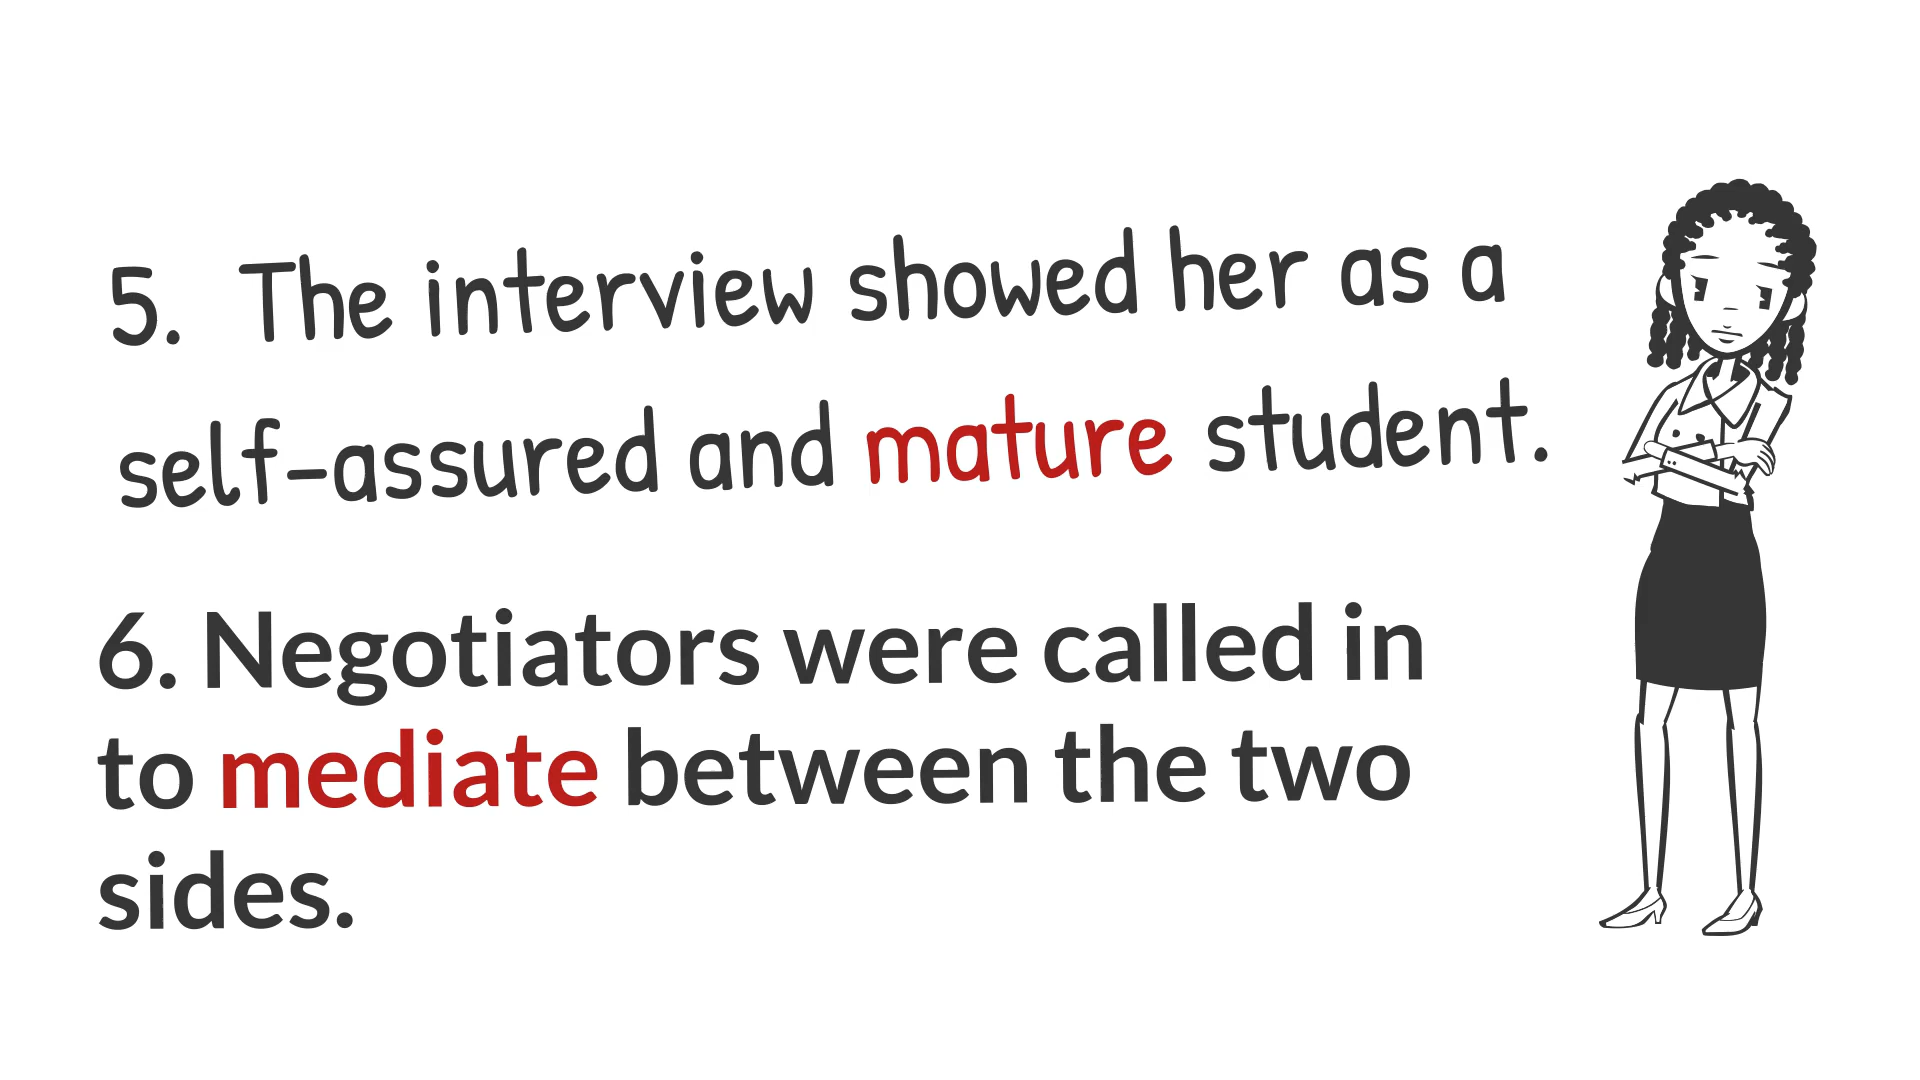 5. The interview showed her as a
self-assured and mature student.
6. Negotiators were called in
to mediate between the two
sides.